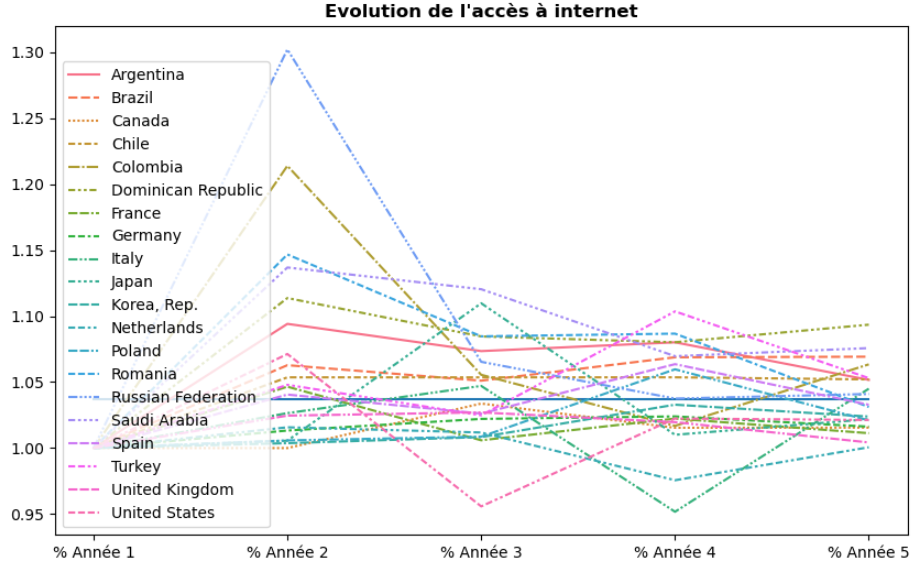 Evolution de l'accès à internet
1.30
1.25
1.20
1.15
1.10
1.05
1.00
0.95
Argentina
Brazil
Canada
Chile
Colombia
Dominican Republic
France
Germany
Italy
Japan
Korea, Rep.
Netherlands
Poland
Romania
Russian Federation
Saudi Arabia
Spain
Turkey
United Kingdom
United States
% Année 1 % Année 2 % Année 3 % Année 4 % Année 5